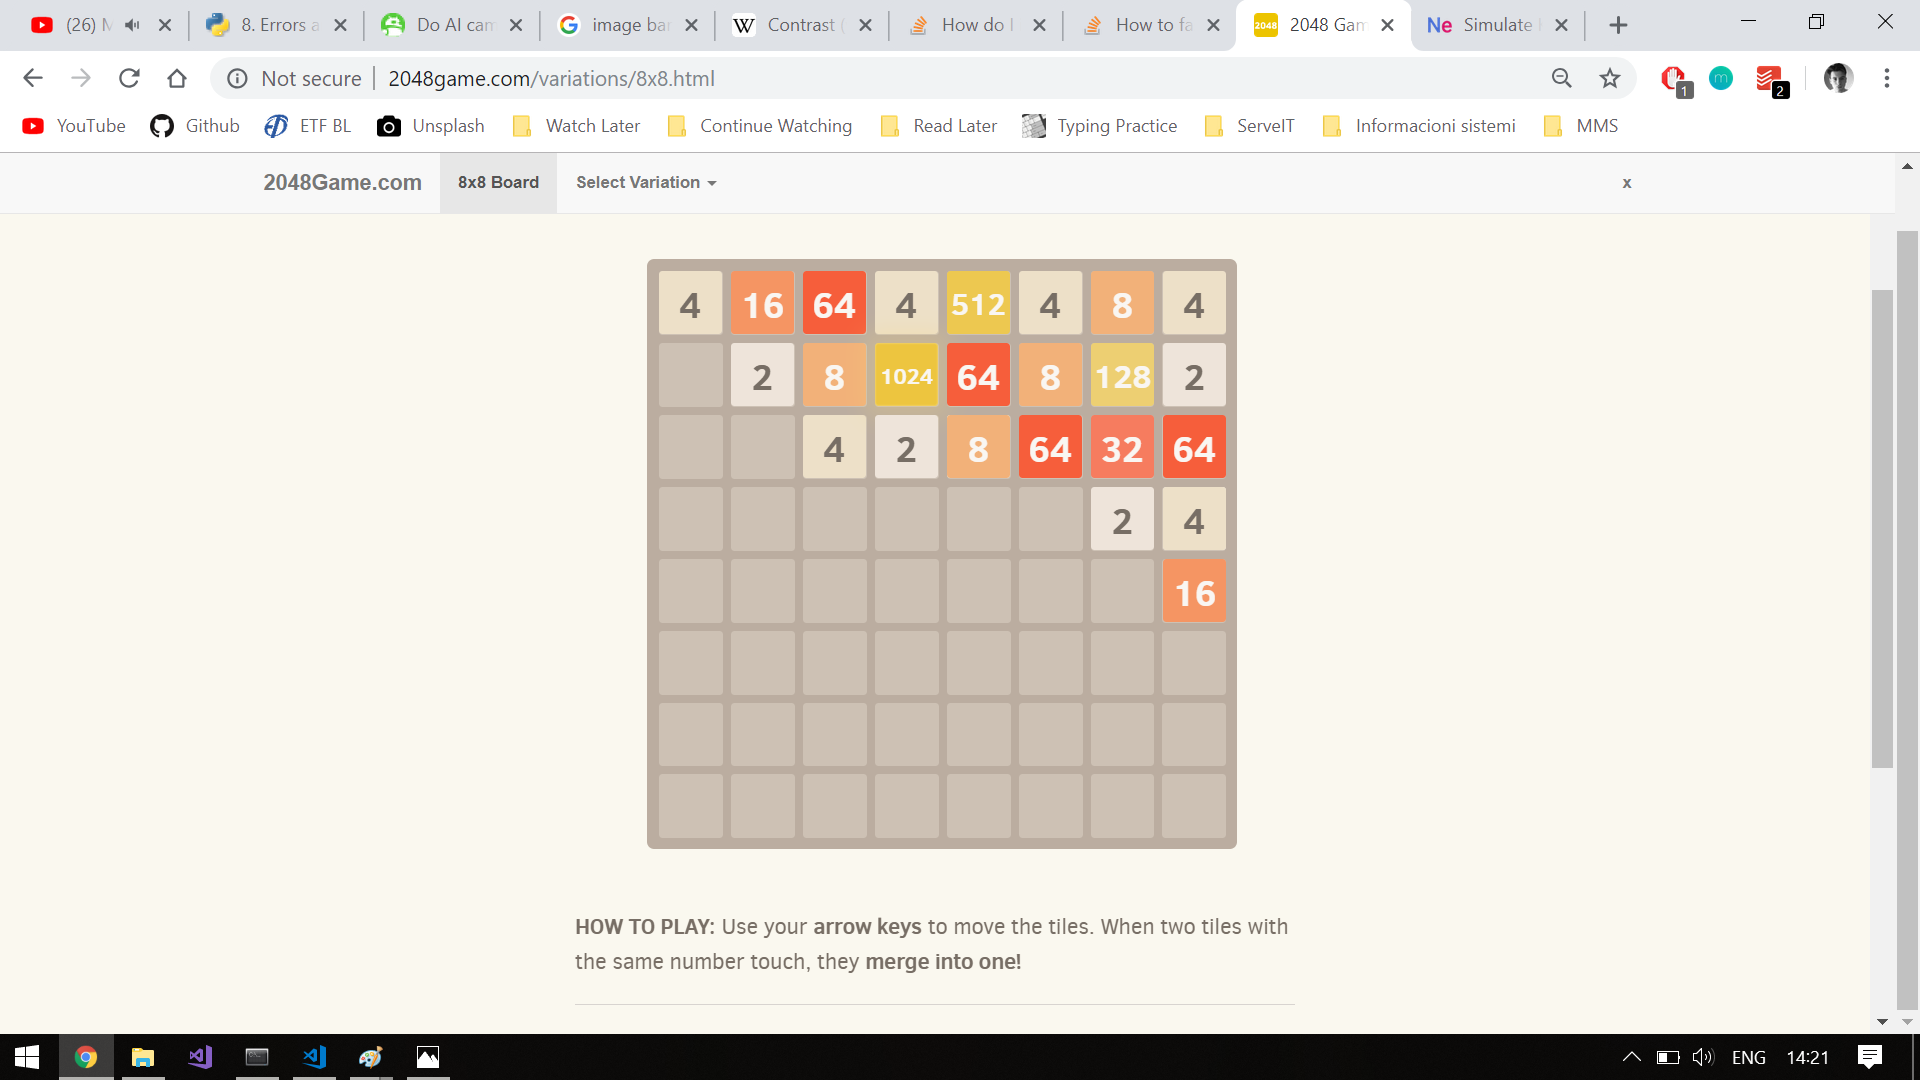 (26) M 8. Errors a Do AI cam image bar Contrast ( How do I How to fa 2048 Gam Ne Simulate
Not secure 2048game.com/variations/8x8.html 1 m 2
YouTube Github ETF BL Unsplash Watch Later Continue Watching Read Later Typing Practice ServeIT Informacioni sistemi MMS
2048Game.com 8x8 Board Select Variation x
4 16 64 4 512 4 8 4
2 8 1024 64 8 128 2
4 2 8 64 32 64
2 4
16
HOW TO PLAY: Use your arrow keys to move the tiles. When two tiles with
the same number touch, they merge into one!
ENG 14:21